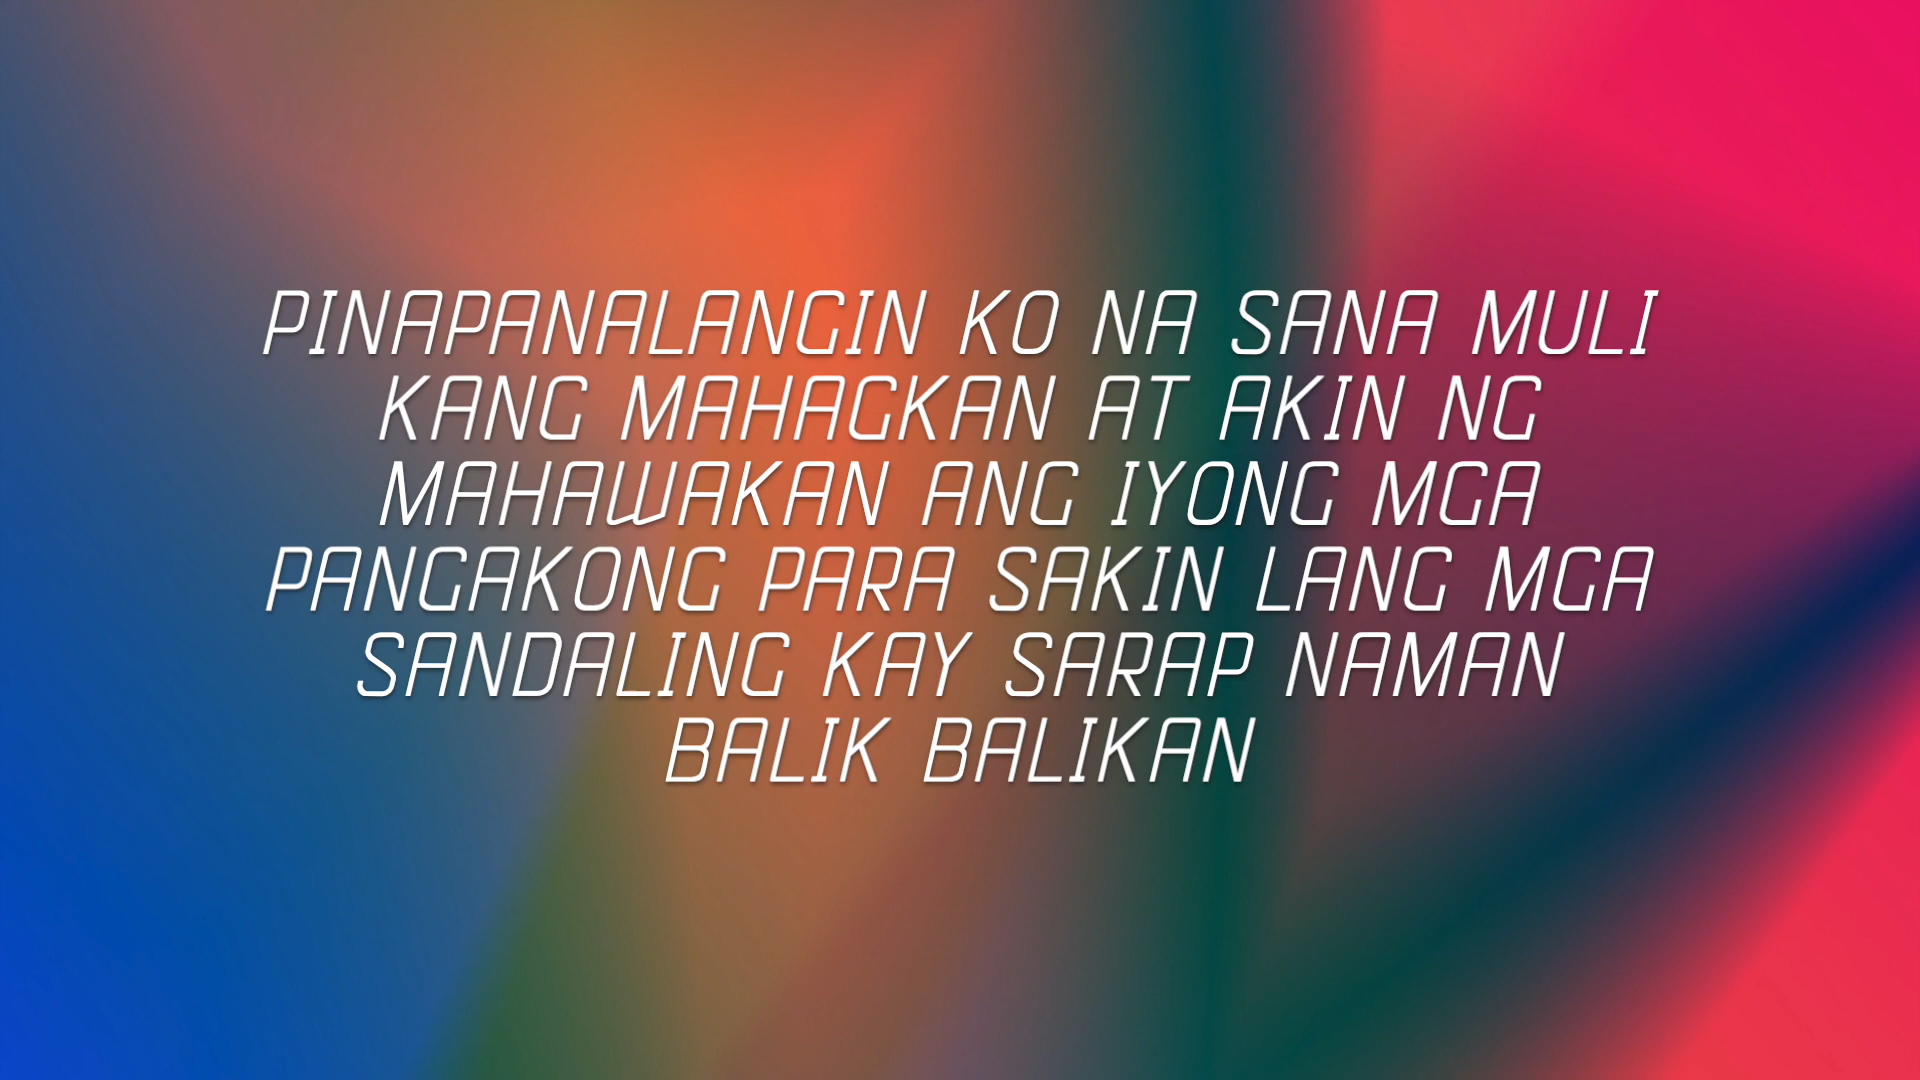 PINAPANALANGIN KO NA SANA MULI
KANG MAHAGKAN AT AKIN NG
MAHAWAKAN ANG IYONG MGA
PANGAKONG PARA SAKIN LANG MGA
SANDALING KAY SARAP NAMAN
BALIK BALIKAN